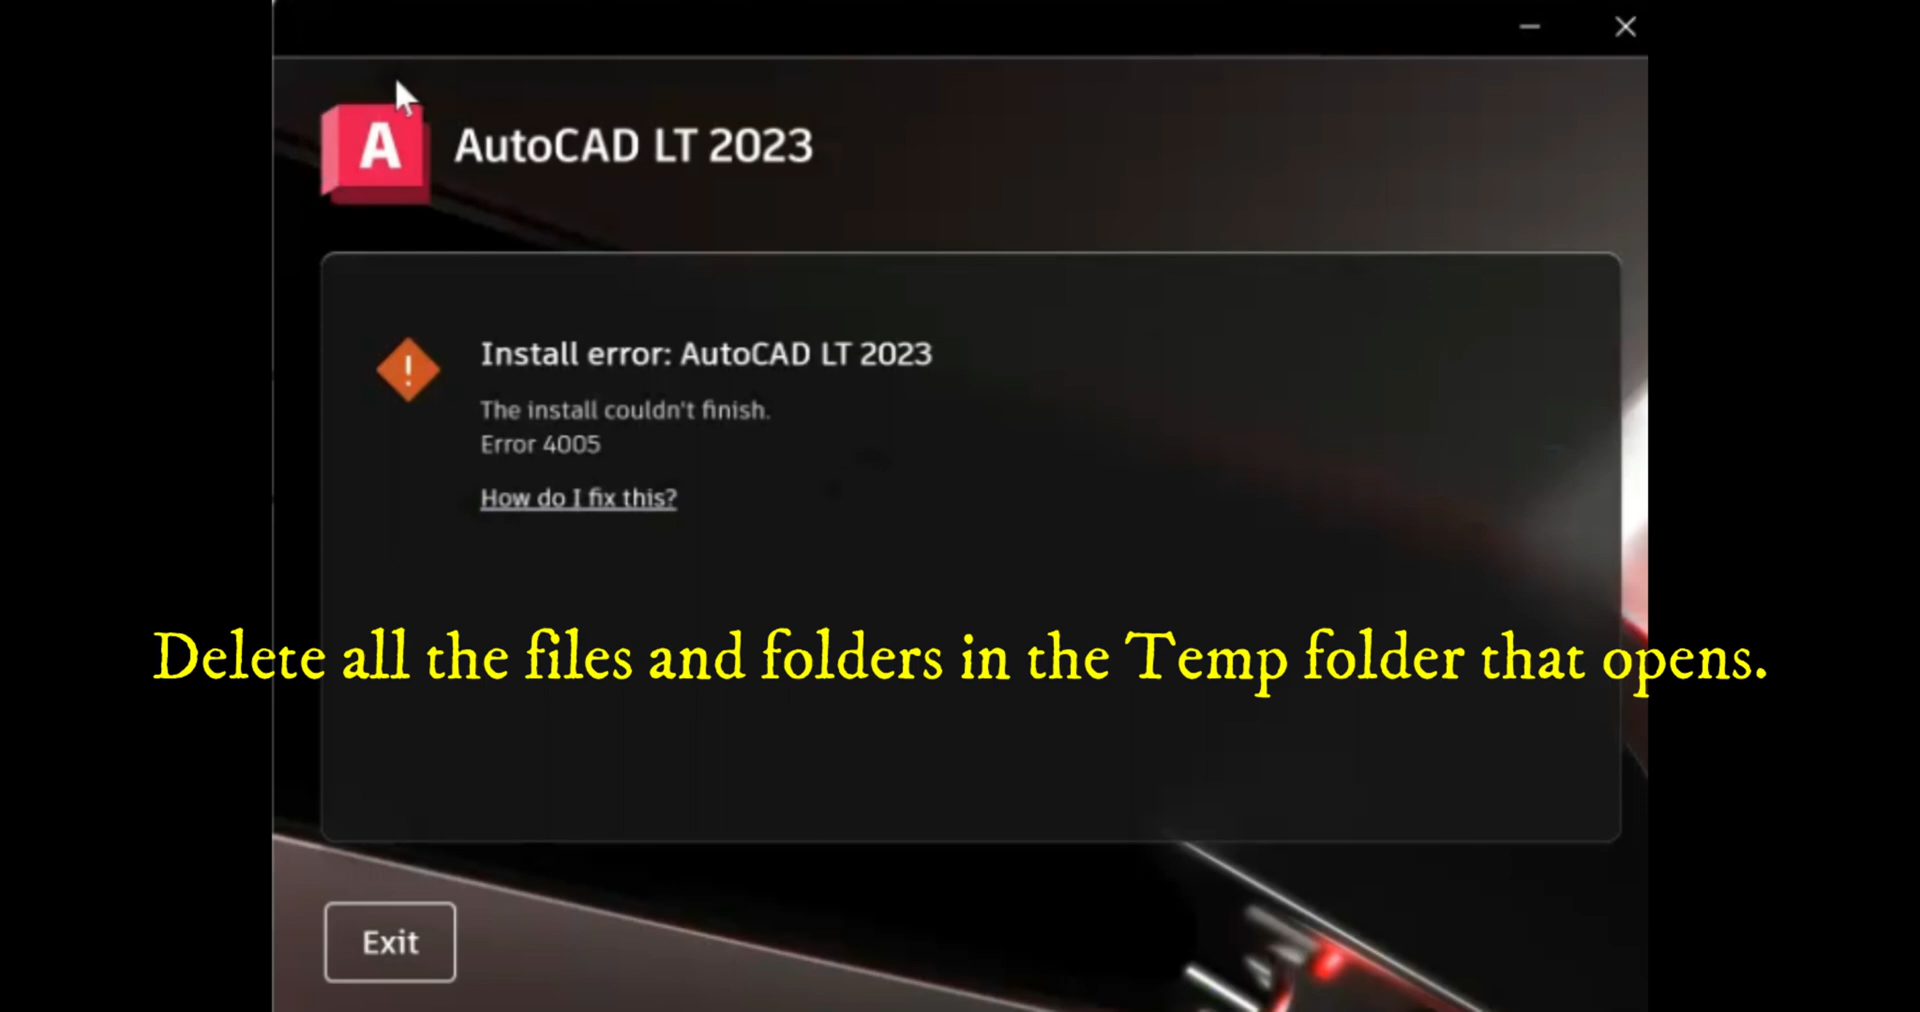 A AutoCAD LT 2023
Install error: AutoCAD LT 2023
The install couldn't finish.
Error 4005
How do I fix this?
Delete all the files and folders in the Temp folder that opens.
Exit